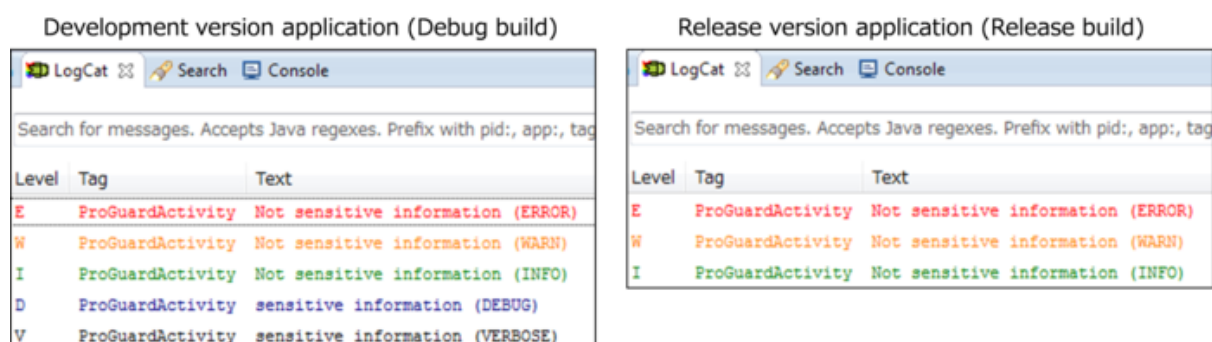 Development version application (Debug build)
LogCat Search Console
Search for messages. Accepts Java regexes. Prefix with pid:, app:, tag
Level Tag Text
E ProGuardActivity Not sensitive information (ERROR)
W ProGuardActivity Not sensitive information (WARN)
I ProGuardActivity Not sensitive information (INFO)
D ProGuardActivity sensitive information (DEBUG)
V ProGuardActivity sensitive information (VERBOSE)
Release version application (Release build)
LogCat Search Console
Search for messages. Accepts Java regexes. Prefix with pid:, app:, tag
Level Tag Text
E ProGuardActivity Not sensitive information (ERROR)
W ProGuardActivity Not sensitive information (WARN)
I ProGuardActivity Not sensitive information (INFO)